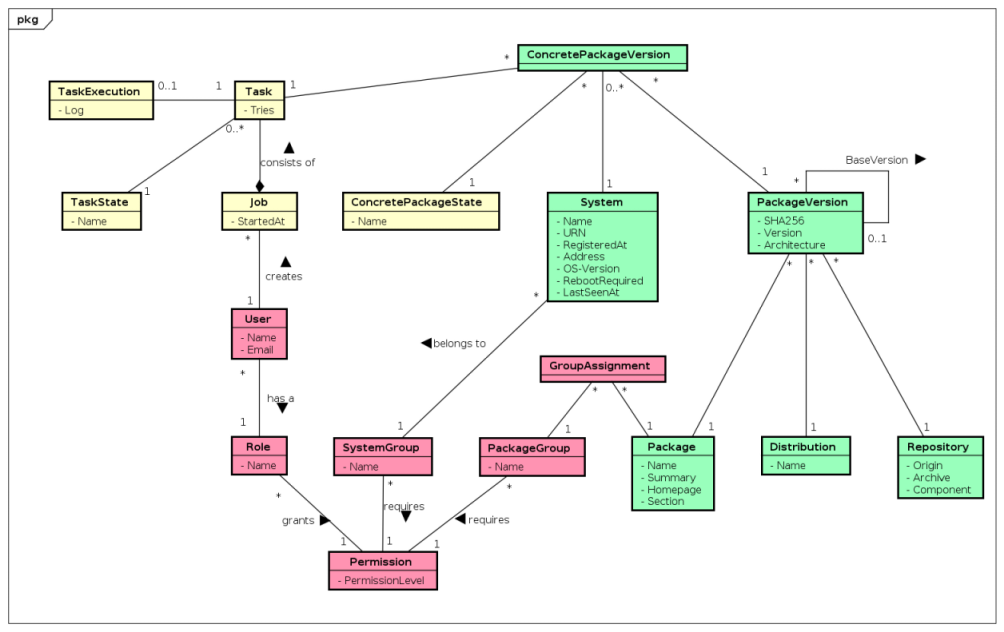 pkg
ConcretePackageVersion
*
TaskExecution
- Log
0..1
1
Task
- Tries
1
*
0..*
*
0..*
consists of
BaseVersion
*
1
TaskState
- Name
1
Job
- StartedAt
ConcretePackageState
- Name
1
System
- Name
- URN
- RegisteredAt
- Address
- OS-Version
- RebootRequired
- LastSeenAt
1
PackageVersion
- SHA256
- Version
- Architecture
1
0..1
*
creates
1
User
- Name
- Email
*
*
*
*
belongs to
GroupAssignment
*
has a
*
*
1
Role
- Name
1
SystemGroup
- Name
1
PackageGroup
- Name
1
Package
- Name
- Summary
- Homepage
- Section
1
Distribution
- Name
1
Repository
- Origin
- Archive
- Component
1
*
*
*
grants
requires
requires
1
1
1
Permission
- PermissionLevel